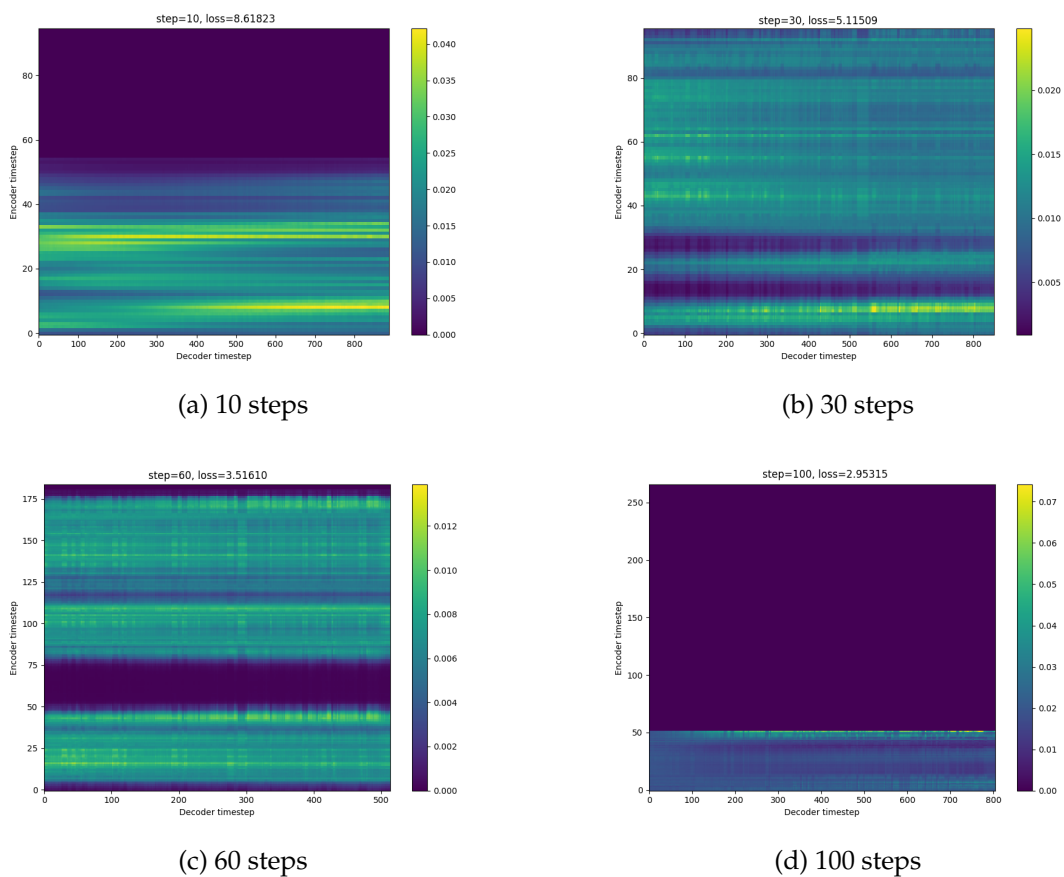 step=10, loss=8.61823
0.040
0.035
0.030
0.025
0.020
0.015
0.010
0.005
0.000
80
60
40
20
0
Encoder timestep
0 100 200 300 400 500 600 700 800
Decoder timestep
(a) 10 steps
step=30, loss=5.11509
0.020
0.015
0.010
0.005
80
60
40
20
0
Encoder timestep
0 100 200 300 400 500 600 700 800
Decoder timestep
(b) 30 steps
step=60, loss=3.51610
0.012
0.010
0.008
0.006
0.004
0.002
0.000
175
150
125
100
75
50
25
0
Encoder timestep
0 100 200 300 400 500
Decoder timestep
(c) 60 steps
step=100, loss=2.95315
0.07
0.06
0.05
0.04
0.03
0.02
0.01
0.00
250
200
150
100
50
0
Encoder timestep
0 100 200 300 400 500 600 700 800
Decoder timestep
(d) 100 steps